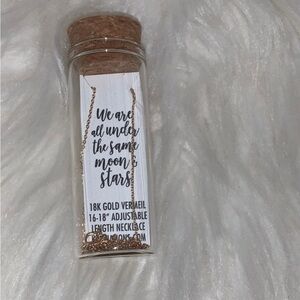 We are
all under
the same
moon &
stars
18K GOLD VERMEIL
16-18" ADJUSTABLE
LENGTH NECKLACE